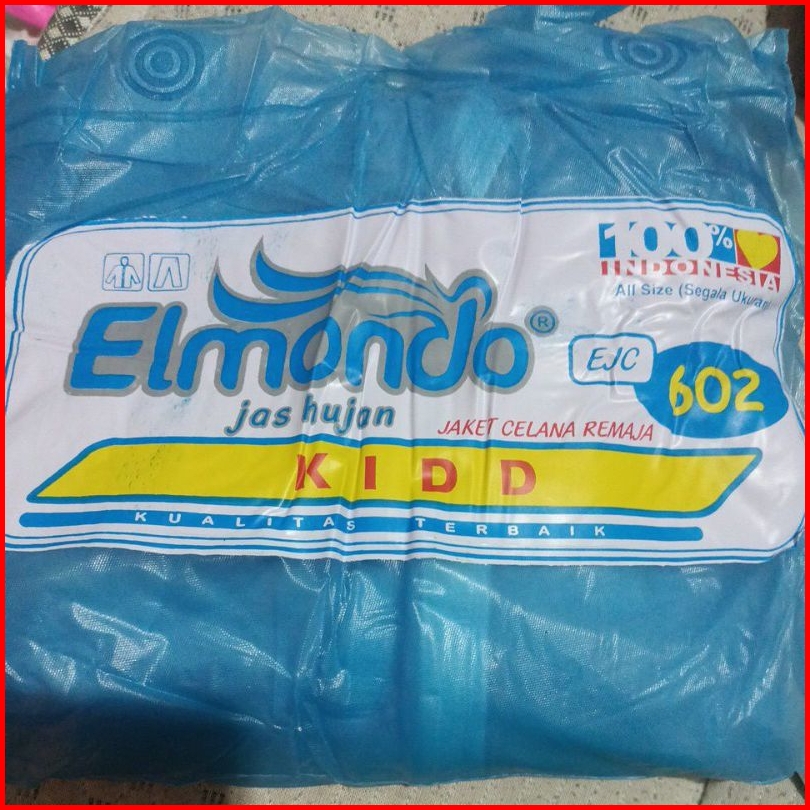 100%
INDONESIA
All Size (Segala Ukuran)
Elmondo®
jas hujan
EJC
602
JAKET CELANA REMAJA
KIDD
KUALITAS TERBAIK